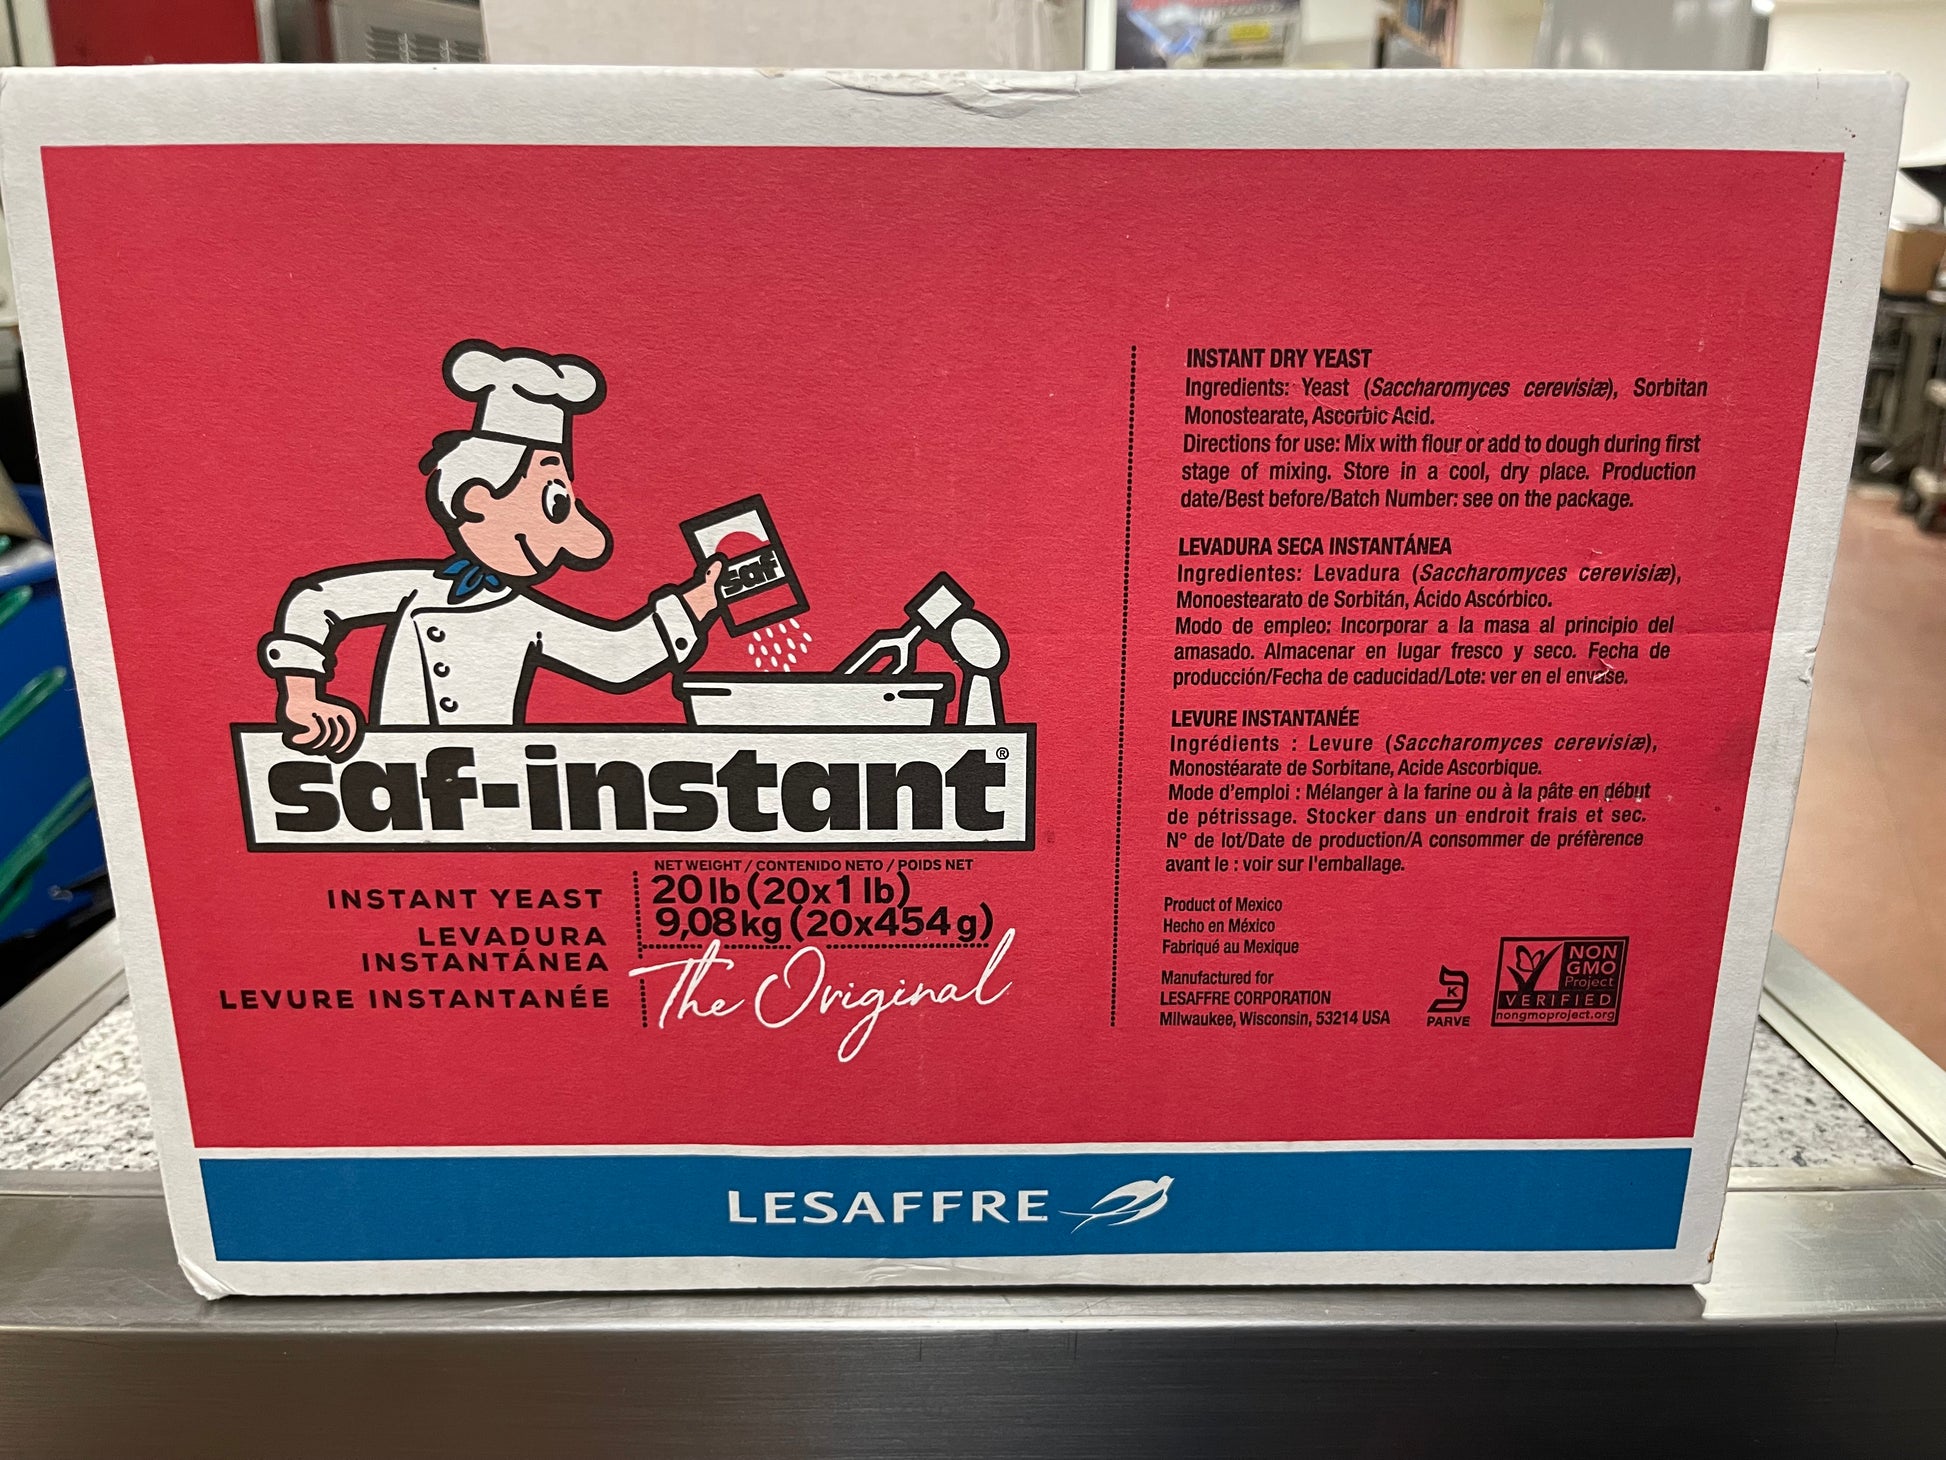 saf
saf-instant®
INSTANT YEAST
LEVADURA
INSTANTÁNEA
LEVURE INSTANTANÉE
NET WEIGHT / CONTENIDO NETO / POIDS NET
20 lb (20x1 lb)
9,08 kg (20x454 g)
The Original
INSTANT DRY YEAST
Ingredients: Yeast (Saccharomyces cerevisiæ), Sorbitan
Monostearate, Ascorbic Acid.
Directions for use: Mix with flour or add to dough during first
stage of mixing. Store in a cool, dry place. Production
date/Best before/Batch Number: see on the package.
LEVADURA SECA INSTANTÁNEA
Ingredientes: Levadura (Saccharomyces cerevisiæ),
Monoestearato de Sorbitán, Ácido Ascórbico.
Modo de empleo: Incorporar a la masa al principio del
amasado. Almacenar en lugar fresco y seco. Fecha de
producción/Fecha de caducidad/Lote: ver en el envase.
LEVURE INSTANTANÉE
Ingrédients : Levure (Saccharomyces cerevisiæ),
Monostéarate de Sorbitane, Acide Ascorbique.
Mode d'emploi : Mélanger à la farine ou à la pâte en début
de pétrissage. Stocker dans un endroit frais et sec.
N° de lot/Date de production/A consommer de préfèrence
avant le : voir sur l'emballage.
Product of Mexico
Hecho en México
Fabriqué au Mexique
Manufactured for
LESAFFRE CORPORATION
Milwaukee, Wisconsin, 53214 USA
K
PARVE
NON
GMO
Project
VERIFIED
nongmoproject.org
LESAFFRE